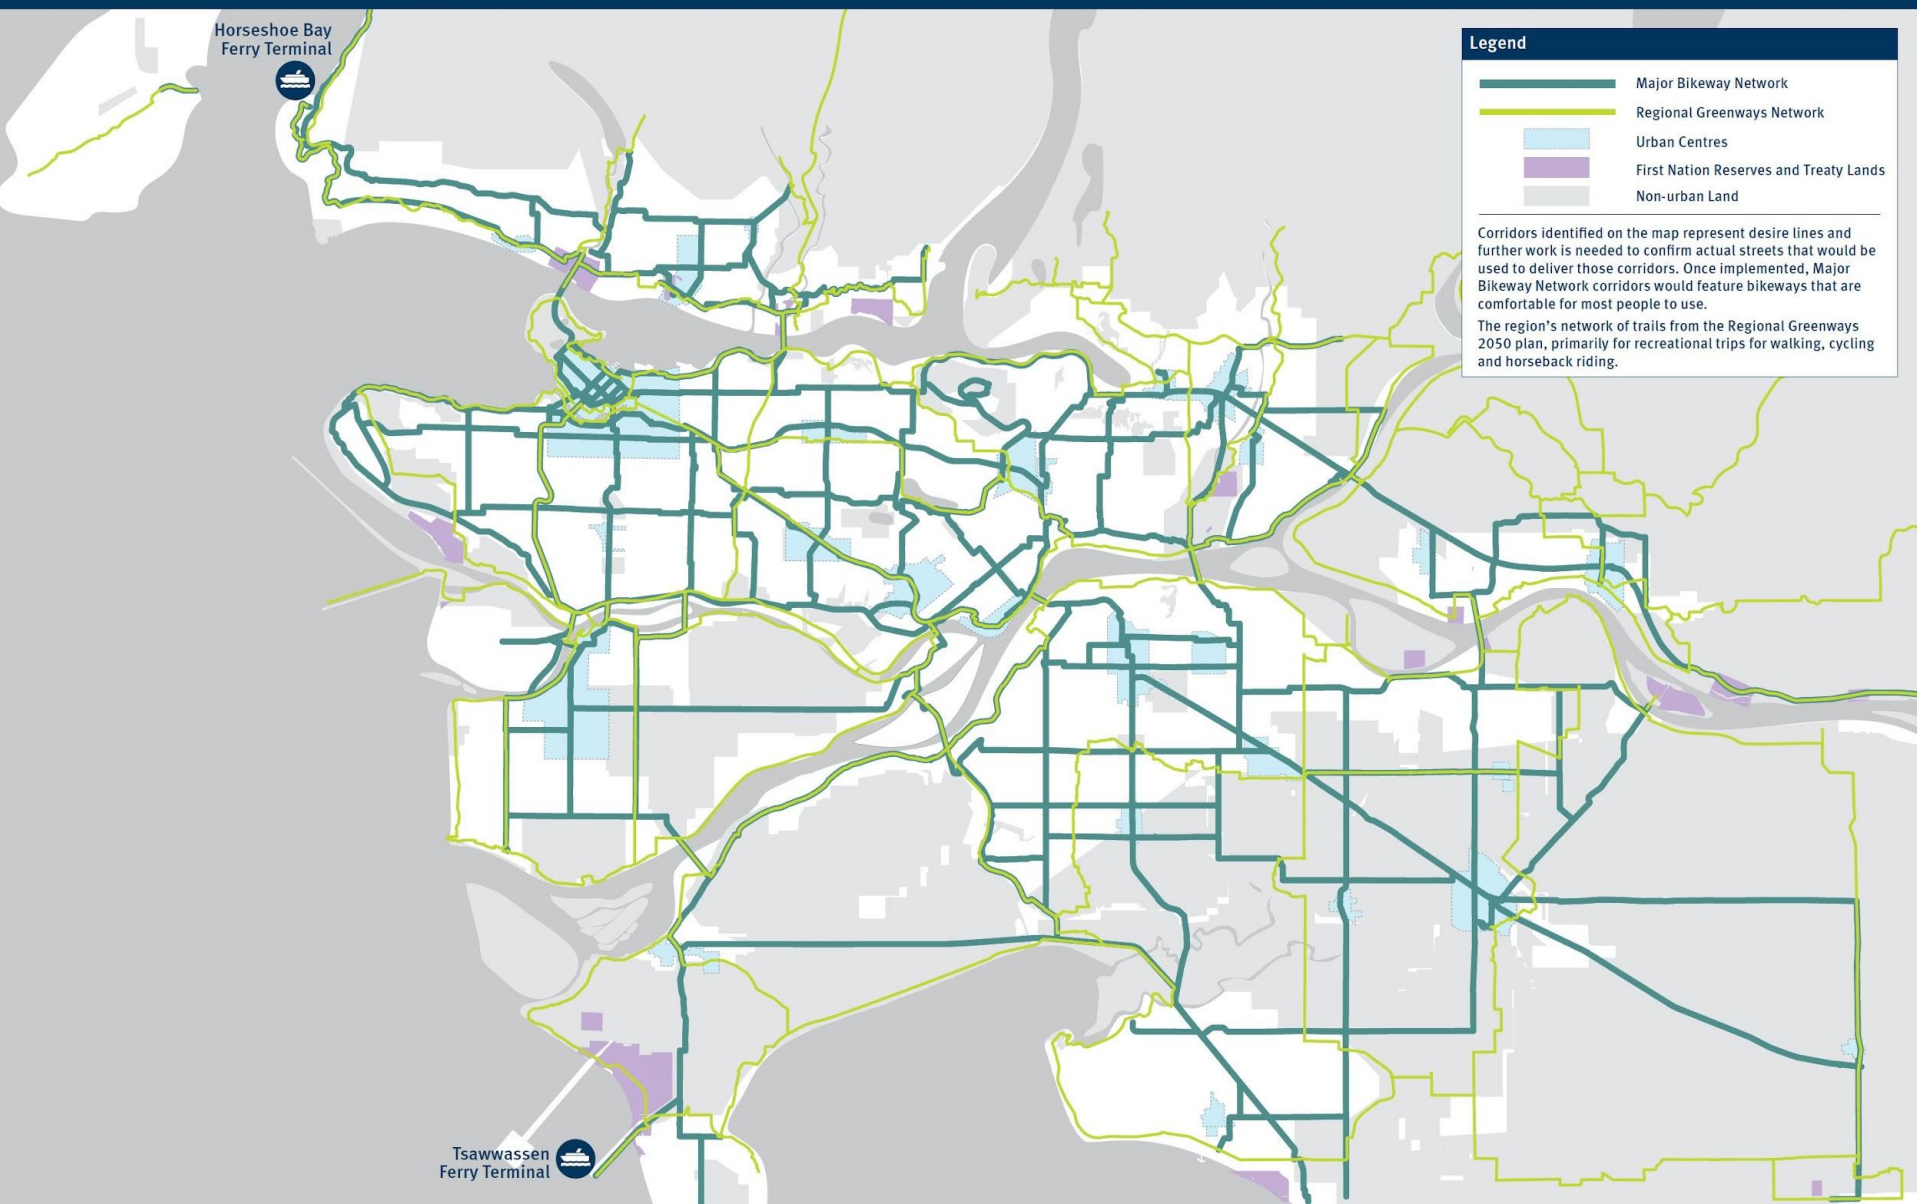 Horseshoe Bay
Ferry Terminal
Legend
Major Bikeway Network
Regional Greenways Network
Urban Centres
First Nation Reserves and Treaty Lands
Non-urban Land
Corridors identified on the map represent desire lines and
further work is needed to confirm actual streets that would be
used to deliver those corridors. Once implemented, Major
Bikeway Network corridors would feature bikeways that are
comfortable for most people to use.
The region's network of trails from the Regional Greenways
2050 plan, primarily for recreational trips for walking, cycling
and horseback riding.
Tsawwassen
Ferry Terminal